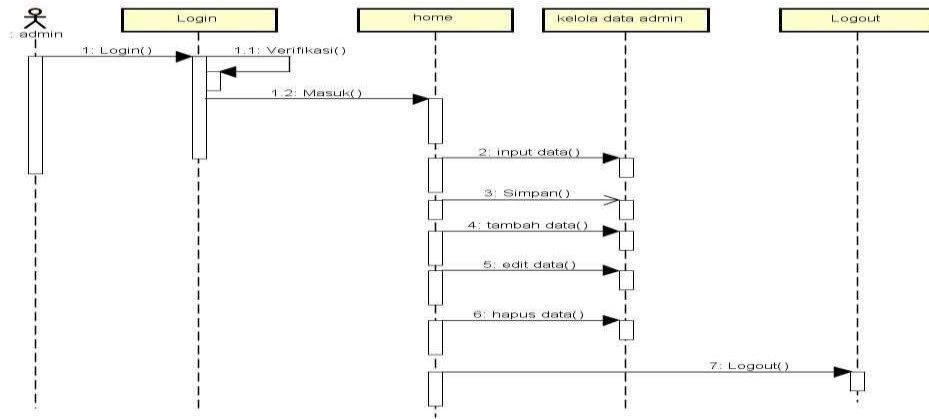 Login
home
kelola data admin
Logout
: admin
1: Login()
1.1: Verifikasi()
1.2: Masuk()
2: input data()
3: Simpan()
4: tambah data()
5: edit data()
6: hapus data()
7: Logout()